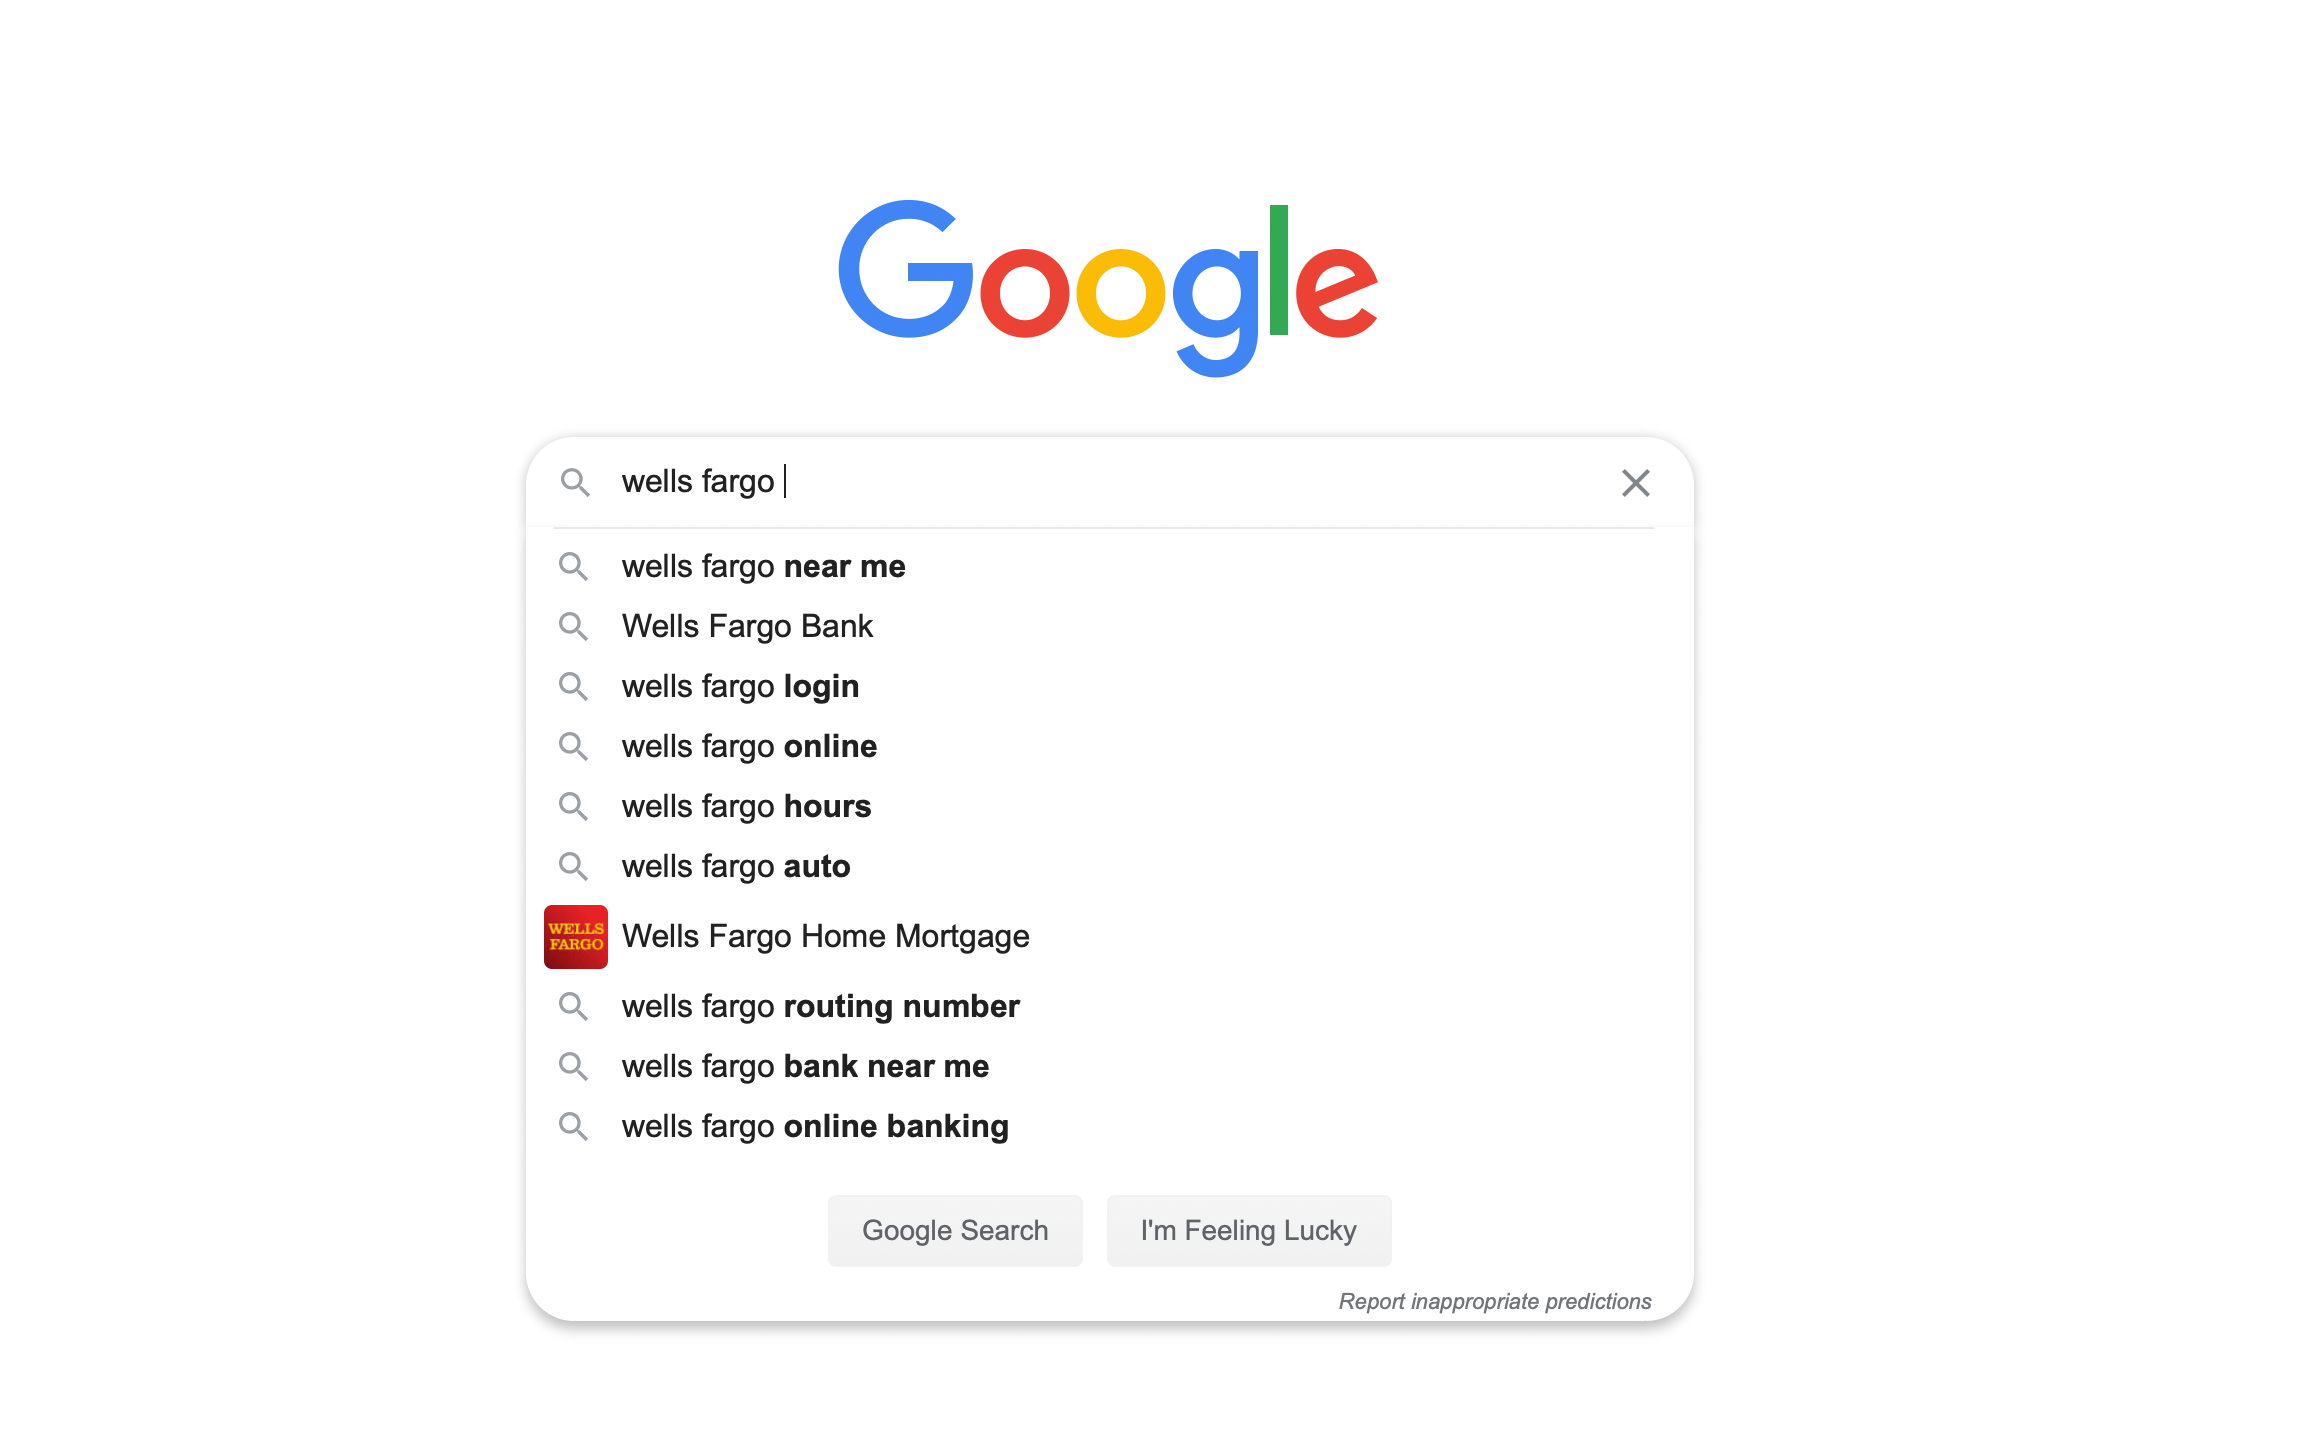 Google
wells fargo
wells fargo near me
Wells Fargo Bank
wells fargo login
wells fargo online
wells fargo hours
wells fargo auto
WELLS
FARGO
Wells Fargo Home Mortgage
wells fargo routing number
wells fargo bank near me
wells fargo online banking
Google Search
I'm Feeling Lucky
Report inappropriate predictions